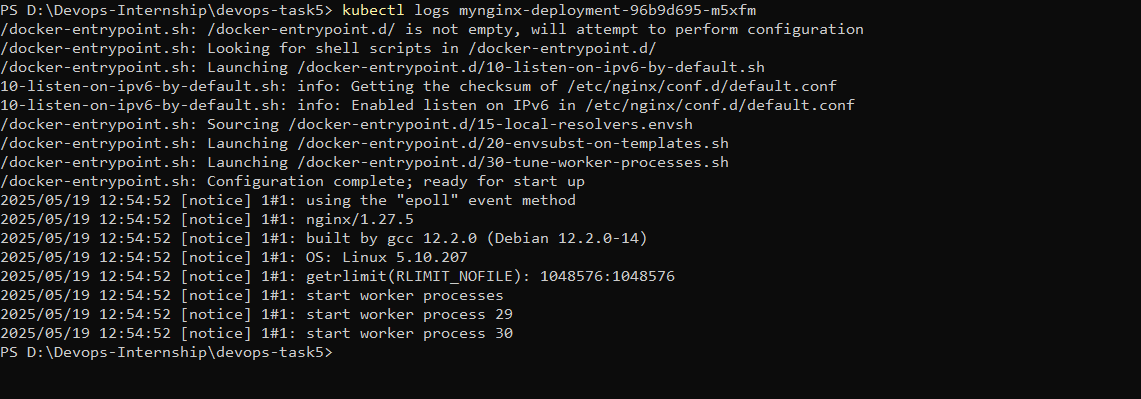 PS D:\Devops-Internship\devops-task5> kubectl logs mynginx-deployment-96b9d695-m5xfm
/docker-entrypoint.sh: /docker-entrypoint.d/ is not empty, will attempt to perform configuration
/docker-entrypoint.sh: Looking for shell scripts in /docker-entrypoint.d/
/docker-entrypoint.sh: Launching /docker-entrypoint.d/10-listen-on-ipv6-by-default.sh
10-listen-on-ipv6-by-default.sh: info: Getting the checksum of /etc/nginx/conf.d/default.conf
10-listen-on-ipv6-by-default.sh: info: Enabled listen on IPv6 in /etc/nginx/conf.d/default.conf
/docker-entrypoint.sh: Sourcing /docker-entrypoint.d/15-local-resolvers.envsh
/docker-entrypoint.sh: Launching /docker-entrypoint.d/20-envsubst-on-templates.sh
/docker-entrypoint.sh: Launching /docker-entrypoint.d/30-tune-worker-processes.sh
/docker-entrypoint.sh: Configuration complete; ready for start up
2025/05/19 12:54:52 [notice] 1#1: using the "epoll" event method
2025/05/19 12:54:52 [notice] 1#1: nginx/1.27.5
2025/05/19 12:54:52 [notice] 1#1: built by gcc 12.2.0 (Debian 12.2.0-14)
2025/05/19 12:54:52 [notice] 1#1: OS: Linux 5.10.207
2025/05/19 12:54:52 [notice] 1#1: getrlimit(RLIMIT_NOFILE): 1048576:1048576
2025/05/19 12:54:52 [notice] 1#1: start worker processes
2025/05/19 12:54:52 [notice] 1#1: start worker process 29
2025/05/19 12:54:52 [notice] 1#1: start worker process 30
PS D:\Devops-Internship\devops-task5>